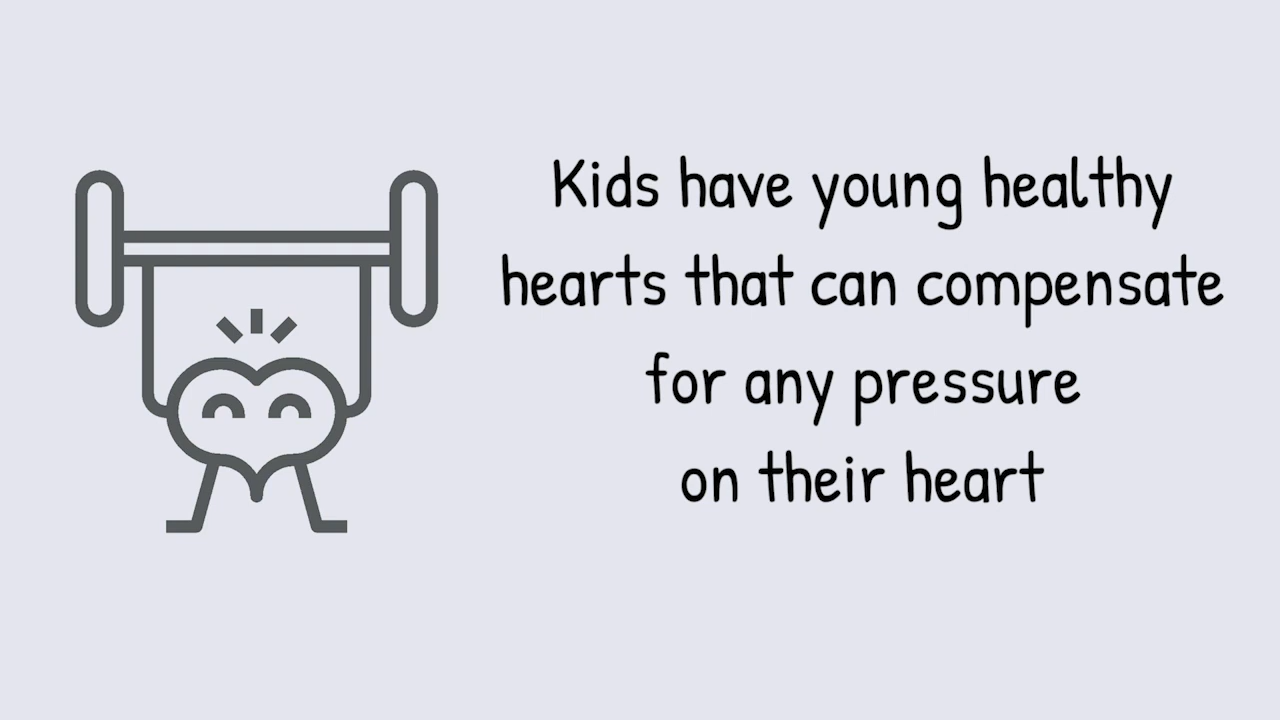 Kids have young healthy
hearts that can compensate
for any pressure
on their heart